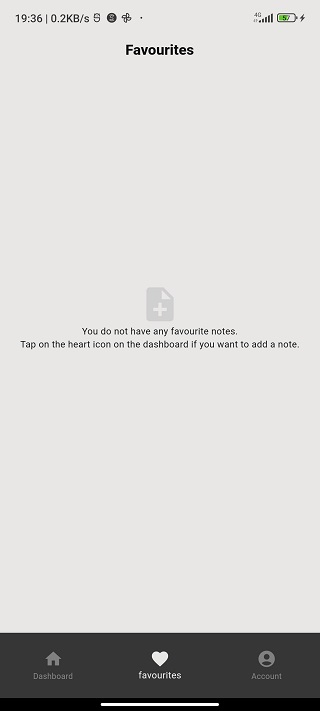 19:36 | 0.2KB/s
4G
57
Favourites
You do not have any favourite notes.
Tap on the heart icon on the dashboard if you want to add a note.
Dashboard
favourites
Account